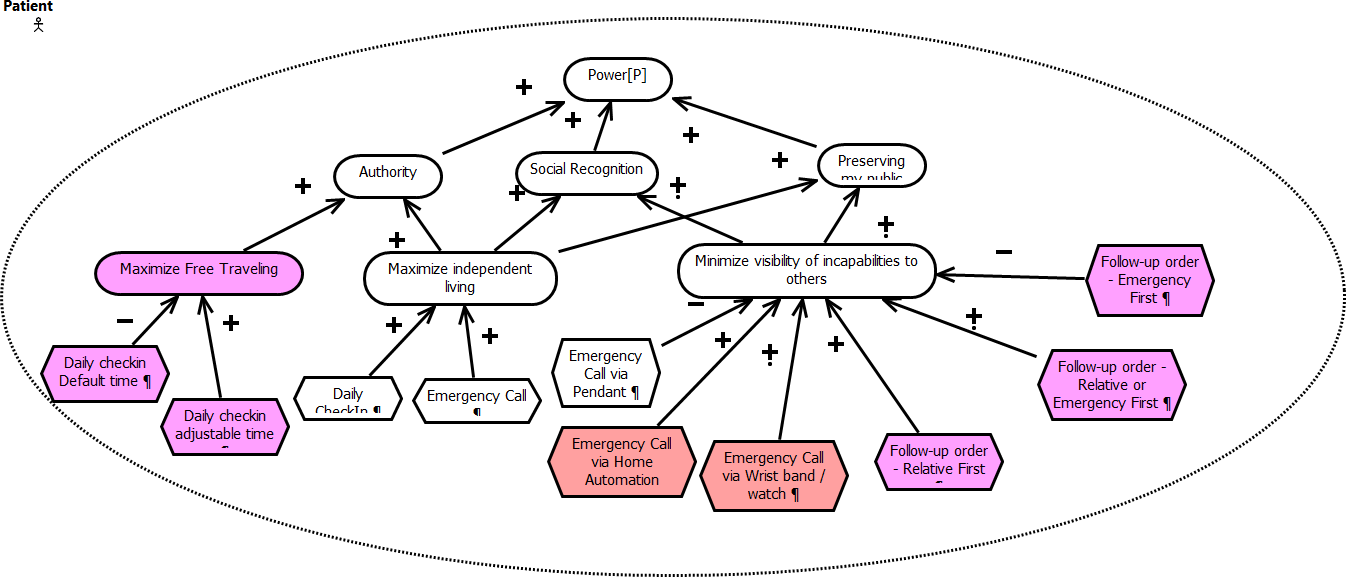 Patient
Power[P]
Authority
Social Recognition
Preserving
my public
Maximize Free Traveling
Maximize independent
living
Minimize visibility of incapabilities to
others
Follow-up order
- Emergency
First ¶
Daily checkin
Default time ¶
Daily checkin
adjustable time
Daily
CheckIn ¶
Emergency Call
¶
Emergency
Call via
Pendant ¶
Emergency Call
via Home
Automation
Emergency Call
via Wrist band /
watch ¶
Follow-up order
- Relative First
Follow-up order -
Relative or
Emergency First ¶